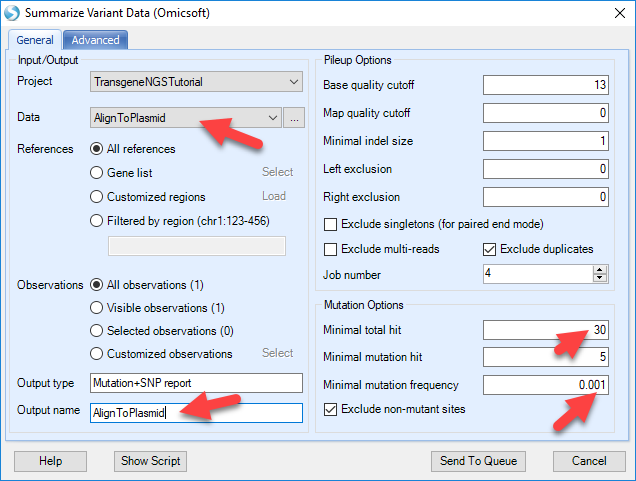 Summarize Variant Data (Omicsoft)
General Advanced
Input/Output
Project TransgeneNGSTutorial
Data AlignToPlasmid ...
References All references
Gene list Select
Customized regions Load
Filtered by region (chr1:123-456)
Observations All observations (1)
Visible observations (1)
Selected observations (0)
Customized observations Select
Output type Mutation+SNP report
Output name AlignToPlasmid
Pileup Options
Base quality cutoff 13
Map quality cutoff 0
Minimal indel size 1
Left exclusion 0
Right exclusion 0
Exclude singletons (for paired end mode)
Exclude multi-reads Exclude duplicates
Job number 4
Mutation Options
Minimal total hit 30
Minimal mutation hit 5
Minimal mutation frequency 0.001
Exclude non-mutant sites
Help Show Script Send To Queue Cancel